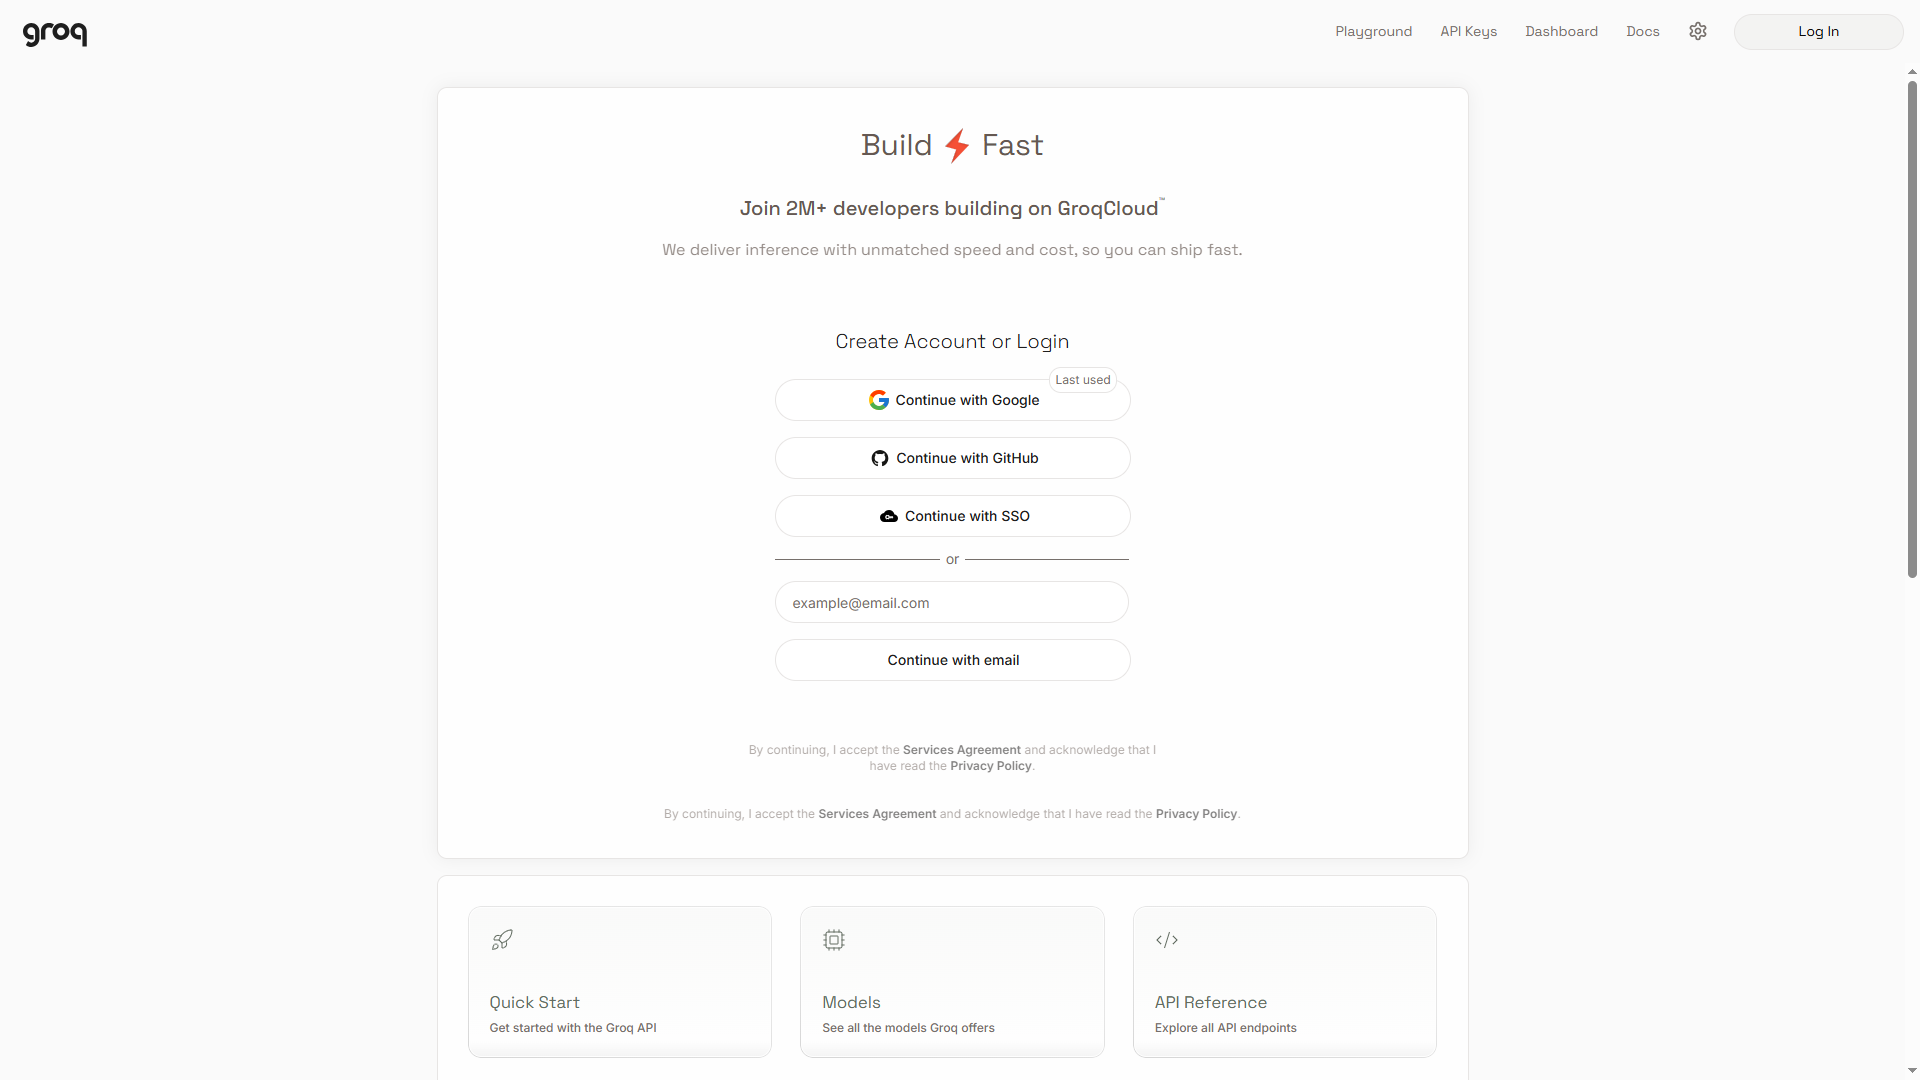 groq
Playground
API Keys
Dashboard
Docs
Log In
Build Fast
Join 2M+ developers building on GroqCloud™
We deliver inference with unmatched speed and cost, so you can ship fast.
Create Account or Login
Last used
Continue with Google
Continue with GitHub
Continue with SSO
or
example@email.com
Continue with email
By continuing, I accept the Services Agreement and acknowledge that I
have read the Privacy Policy.
By continuing, I accept the Services Agreement and acknowledge that I have read the Privacy Policy.
Quick Start
Get started with the Groq API
Models
See all the models Groq offers
API Reference
Explore all API endpoints